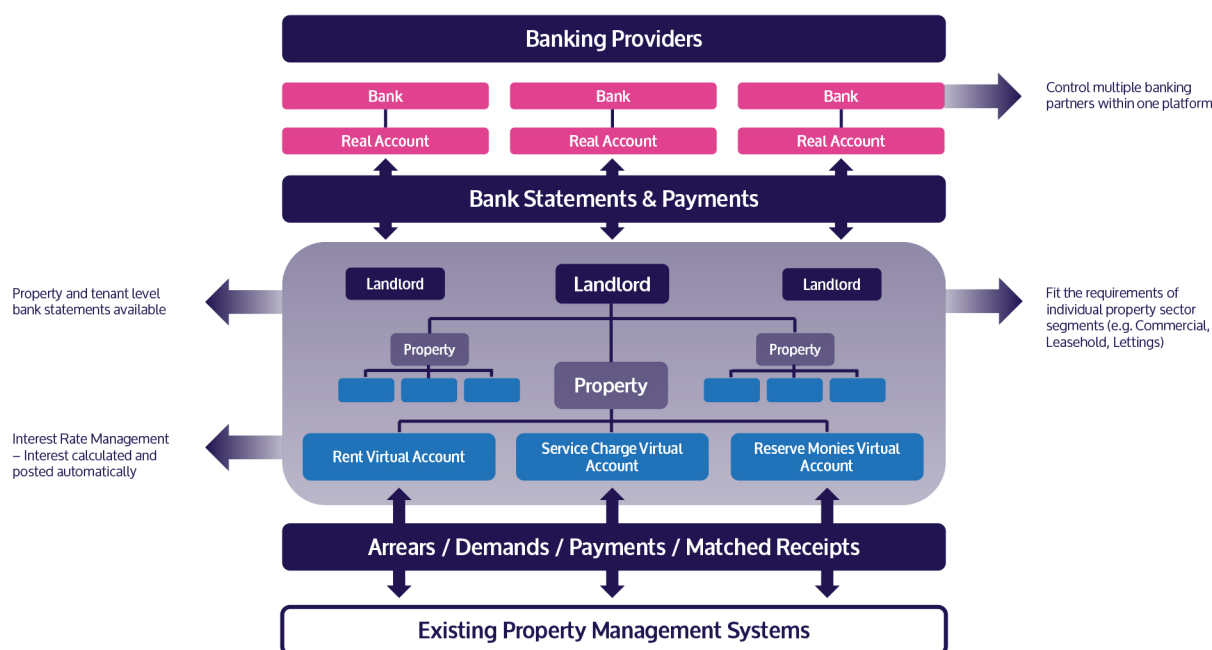 Banking Providers
Bank
Bank
Bank
Control multiple banking
partners within one platform
Real Account
Real Account
Real Account
Bank Statements & Payments
Landlord
Landlord
Landlord
Property and tenant level
bank statements available
Fit the requirements of
individual property sector
segments (e.g. Commercial,
Leasehold, Lettings)
Property
Property
Property
Interest Rate Management
– Interest calculated and
posted automatically
Rent Virtual Account
Service Charge Virtual
Account
Reserve Monies Virtual
Account
Arrears / Demands / Payments / Matched Receipts
Existing Property Management Systems